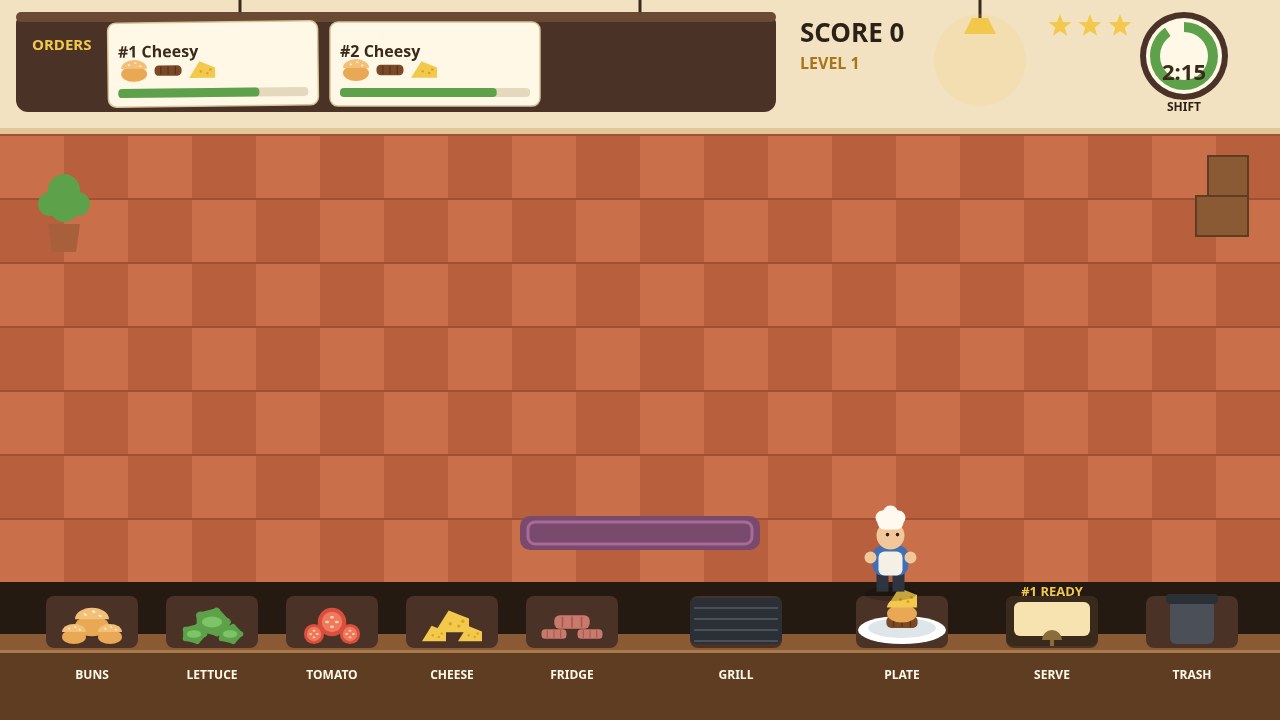 ORDERS
#1 Cheesy
#2 Cheesy
SCORE 0
LEVEL 1
2:15
SHIFT
#1 READY
BUNS
LETTUCE
TOMATO
CHEESE
FRIDGE
GRILL
PLATE
SERVE
TRASH